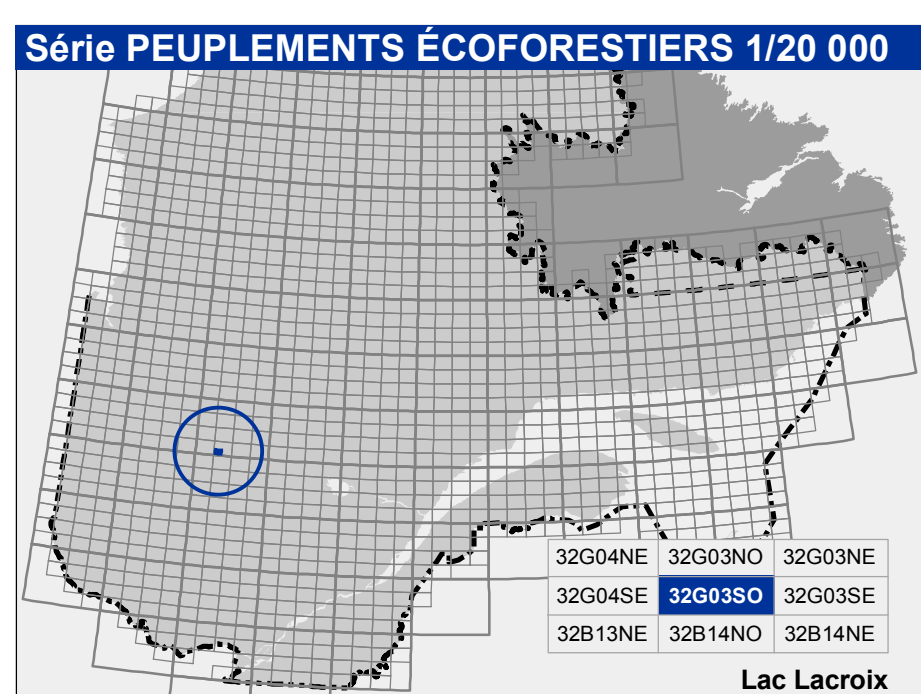 Série PEUPLEMENTS ÉCOFORESTIERS 1/20 000
32G04NE 32G03NO 32G03NE
32G04SE 32G03SO 32G03SE
32B13NE 32B14NO 32B14NE
Lac Lacroix